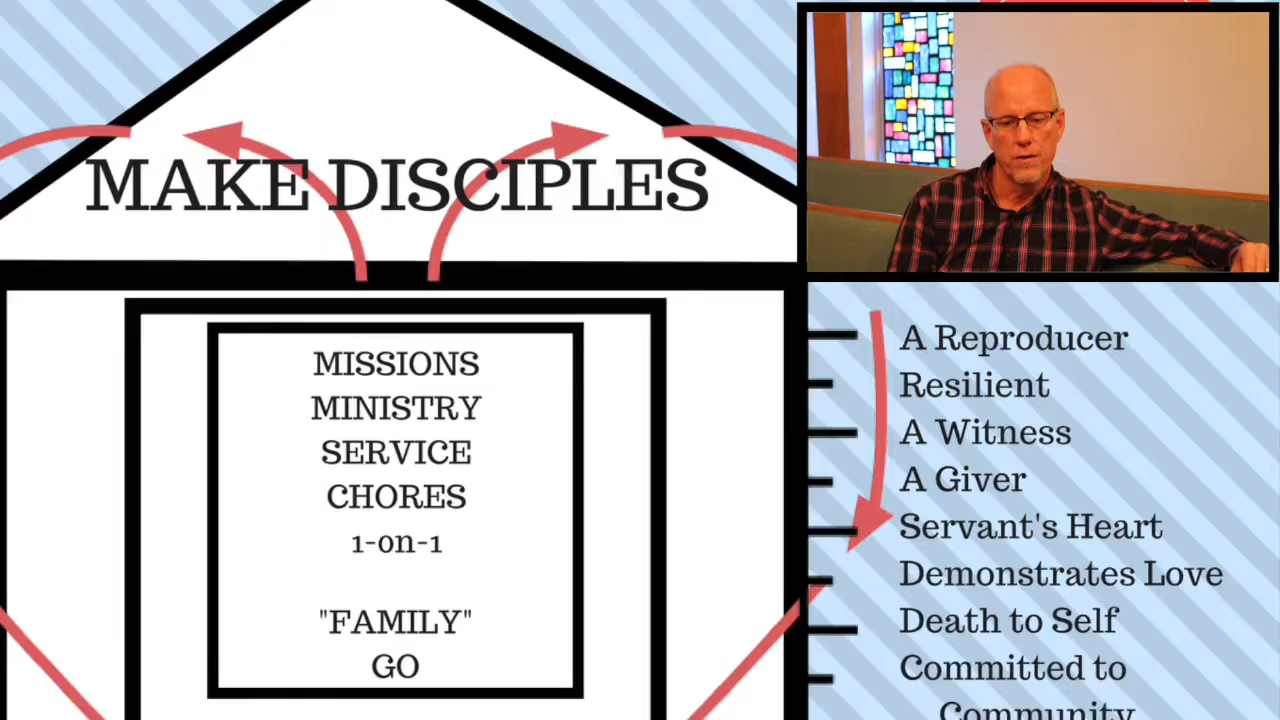 MAKE DISCIPLES
MISSIONS
MINISTRY
SERVICE
CHORES
1-on-1
"FAMILY"
GO
A Reproducer
Resilient
A Witness
A Giver
Servant's Heart
Demonstrates Love
Death to Self
Committed to
Community